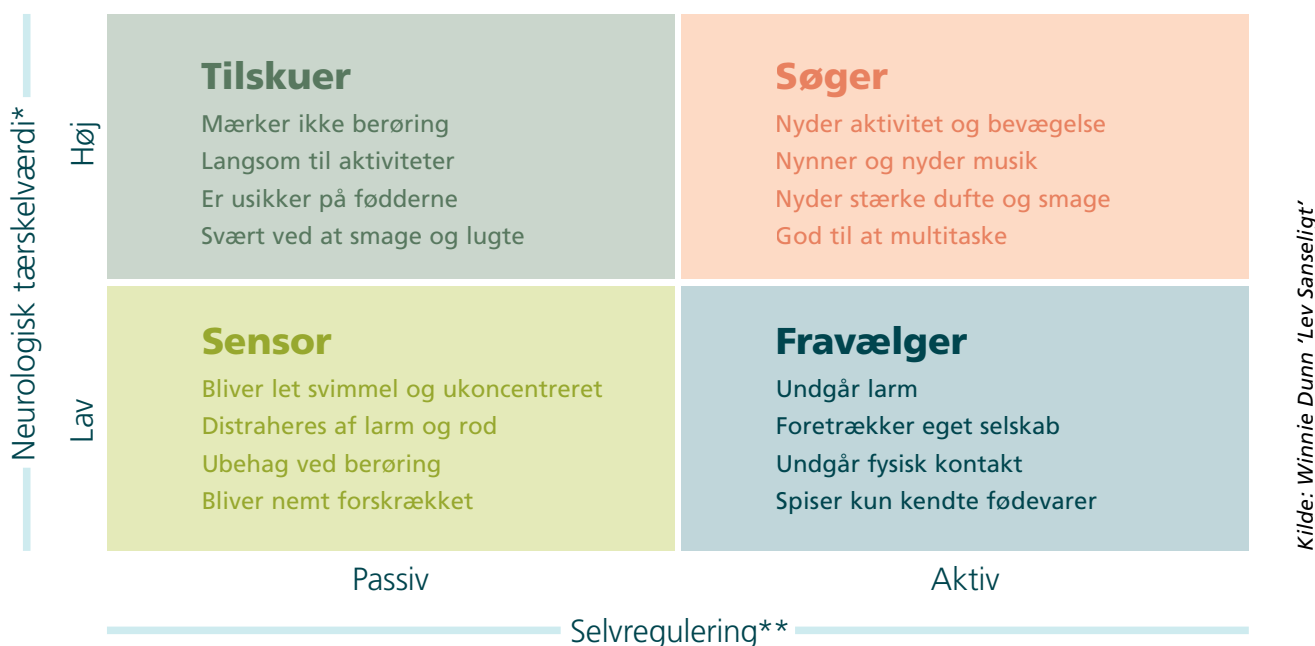 Neurologisk tærskelværdi*
Høj
Tilskuer
Mærker ikke berøring
Langsom til aktiviteter
Er usikker på fødderne
Svært ved at smage og lugte
Søger
Nyder aktivitet og bevægelse
Nynner og nyder musik
Nyder stærke dufte og smage
God til at multitaske
Lav
Sensor
Bliver let svimmel og ukoncentreret
Distraheres af larm og rod
Ubehag ved berøring
Bliver nemt forskrækket
Fravælger
Undgår larm
Foretrækker eget selskab
Undgår fysisk kontakt
Spiser kun kendte fødevarer
Passiv
Aktiv
Selvregulering**
Kilde: Winnie Dunn ‘Lev Sanseligt’